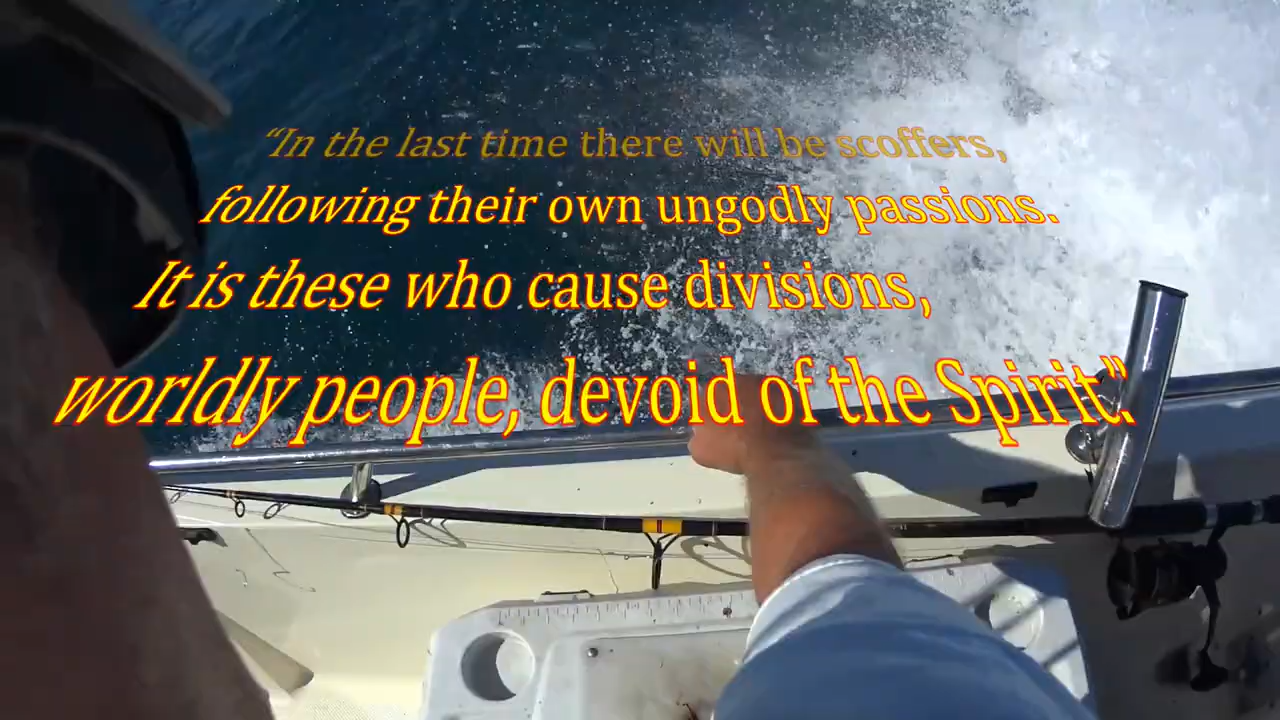 “In the last time there will be scoffers,
following their own ungodly passions.
It is these who cause divisions,
worldly people, devoid of the Spirit.”